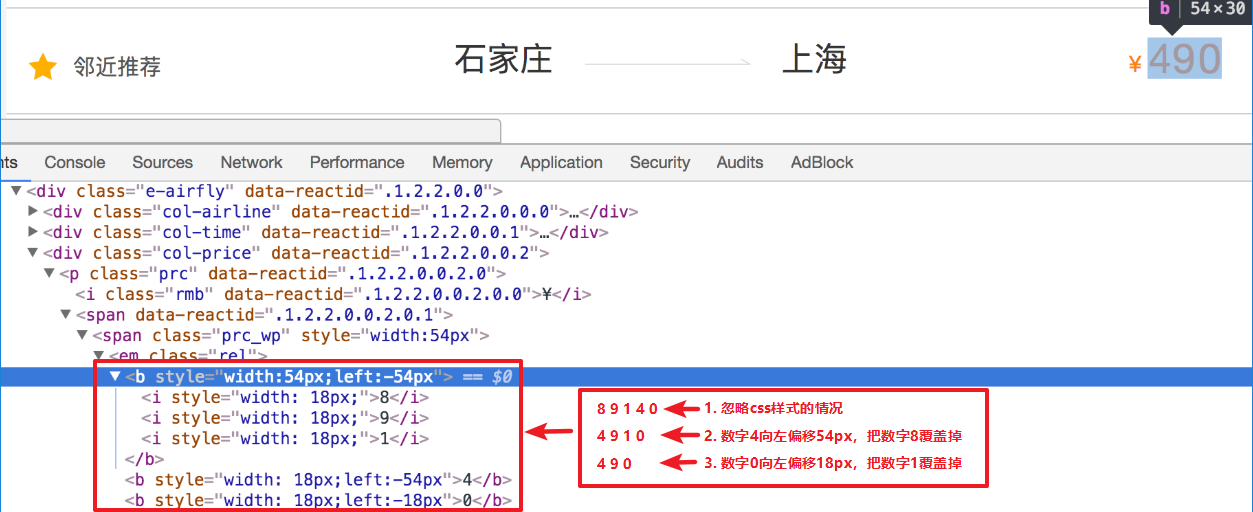 b | 54×30
邻近推荐 石家庄 上海 ¥ 490
nts Console Sources Network Performance Memory Application Security Audits AdBlock
▼<div class="e-airfly" data-reactid=".1.2.2.0.0">
▶<div class="col-airline" data-reactid=".1.2.2.0.0.0">…</div>
▶<div class="col-time" data-reactid=".1.2.2.0.0.1">…</div>
▼<div class="col-price" data-reactid=".1.2.2.0.0.2">
▼<p class="prc" data-reactid=".1.2.2.0.0.2.0">
<i class="rmb" data-reactid=".1.2.2.0.0.2.0.0">¥</i>
▼<span data-reactid=".1.2.2.0.0.2.0.1">
▼<span class="prc_wp" style="width:54px">
▼<em class="rel">
▼<b style="width:54px;left:-54px"> == $0
<i style="width: 18px;">8</i>
<i style="width: 18px;">9</i>
<i style="width: 18px;">1</i>
</b>
<b style="width: 18px;left:-54px">4</b>
<b style="width: 18px;left:-18px">0</b>
8 9 1 4 0 1. 忽略css样式的情况
4 9 1 0 2. 数字4向左偏移54px，把数字8覆盖掉
4 9 0 3. 数字0向左偏移18px，把数字1覆盖掉